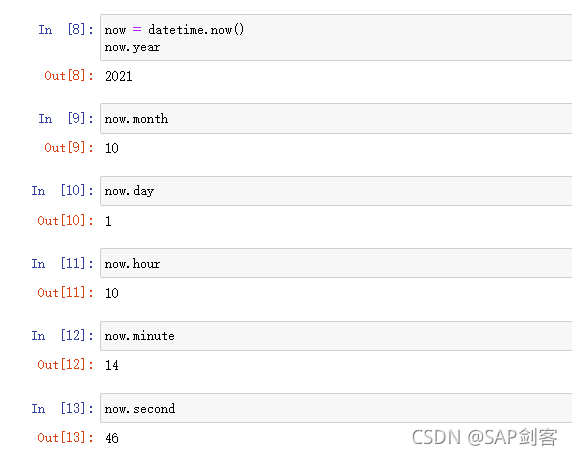 In [8]: now = datetime.now()
now.year
Out[8]: 2021
In [9]: now.month
Out[9]: 10
In [10]: now.day
Out[10]: 1
In [11]: now.hour
Out[11]: 10
In [12]: now.minute
Out[12]: 14
In [13]: now.second
Out[13]: 46
CSDN @SAP剑客